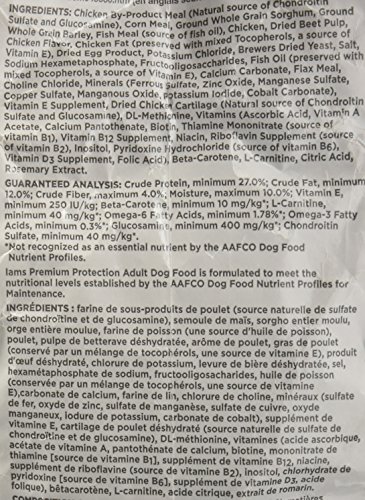 INGREDIENTS: Chicken By-Product Meal (Natural source of Chondroitin
Sulfate and Glucosamine), Corn Meal, Ground Whole Grain Sorghum, Ground
Whole Grain Barley, Fish Meal (source of fish oil), Chicken, Dried Beet Pulp,
Chicken Flavor, Chicken Fat (preserved with mixed Tocopherols, a source of
Vitamin E), Dried Egg Product, Potassium Chloride, Brewers Dried Yeast, Salt,
Sodium Hexametaphosphate, Fructooligosaccharides, Fish Oil (preserved with
mixed Tocopherols, a source of Vitamin E), Calcium Carbonate, Flax Meal,
Choline Chloride, Minerals (Ferrous Sulfate, Zinc Oxide, Manganese Sulfate,
Copper Sulfate, Manganous Oxide, Potassium Iodide, Cobalt Carbonate),
Vitamin E Supplement, Dried Chicken Cartilage (Natural source of Chondroitin
Sulfate and Glucosamine), DL-Methionine, Vitamins (Ascorbic Acid, Vitamin A
Acetate, Calcium Pantothenate, Biotin, Thiamine Mononitrate (source of
vitamin B1), Vitamin B12 Supplement, Niacin, Riboflavin Supplement (source
of vitamin B2), Inositol, Pyridoxine Hydrochloride (source of vitamin B6),
Vitamin D3 Supplement, Folic Acid), Beta-Carotene, L-Carnitine, Citric Acid,
Rosemary Extract.
GUARANTEED ANALYSIS: Crude Protein, minimum 27.0%; Crude Fat, minimum
12.0%; Crude Fiber, maximum 4.0%; Moisture, maximum 10.0%; Vitamin E,
minimum 250 IU/kg; Beta-Carotene, minimum 10 mg/kg*; L-Carnitine,
minimum 40 mg/kg*; Omega-6 Fatty Acids, minimum 1.78%*; Omega-3 Fatty
Acids, minimum 0.3%*; Glucosamine, minimum 400 mg/kg*; Chondroitin
Sulfate, minimum 40 mg/kg*.
*Not recognized as an essential nutrient by the AAFCO Dog Food
Nutrient Profiles.
Iams Premium Protection Adult Dog Food is formulated to meet the
nutritional levels established by the AAFCO Dog Food Nutrient Profiles for
Maintenance.
INGRÉDIENTS : farine de sous-produits de poulet (source naturelle de sulfate
de chondroïtine et de glucosamine), semoule de maïs, sorgho entier moulu,
orge entière moulue, farine de poisson (une source d'huile de poisson),
poulet, pulpe de betterave déshydratée, arôme de poulet, gras de poulet
(conservé par un mélange de tocophérols, une source de vitamine E), produit
d'œuf déshydraté, chlorure de potassium, levure de bière déshydratée, sel,
hexamétaphosphate de sodium, fructooligosaccharides, huile de poisson
(conservée par un mélange de tocophérols, une source de vitamine
E),carbonate de calcium, farine de lin, chlorure de choline, minéraux (sulfate
de fer, oxyde de zinc, sulfate de manganèse, sulfate de cuivre, oxyde
manganeux, iodure de potassium, carbonate de cobalt), supplément de
vitamine E, cartilage de poulet déshydraté (source naturelle de sulfate de
chondroïtine et de glucosamine), DL-méthionine, vitamines (acide ascorbique,
acétate de vitamine A, pantothénate de calcium, biotine, mononitrate de
thiamine [source de vitamine B1], supplément de vitamine B12, niacine,
supplément de riboflavine (source de vitamine B2), inositol, chlorhydrate de
pyridoxine [source de vitamine B6], supplément de vitamine D3, acide
folique), bêtacarotène, L-carnitine, acide citrique, extrait de romarin.